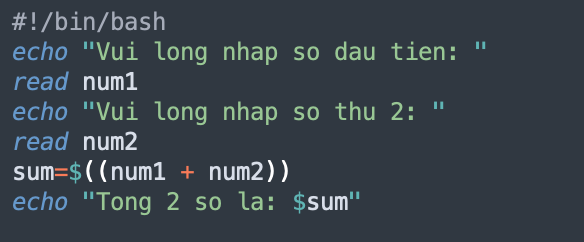 #!/bin/bash
echo "Vui long nhap so dau tien: "
read num1
echo "Vui long nhap so thu 2: "
read num2
sum=$((num1 + num2))
echo "Tong 2 so la: $sum"